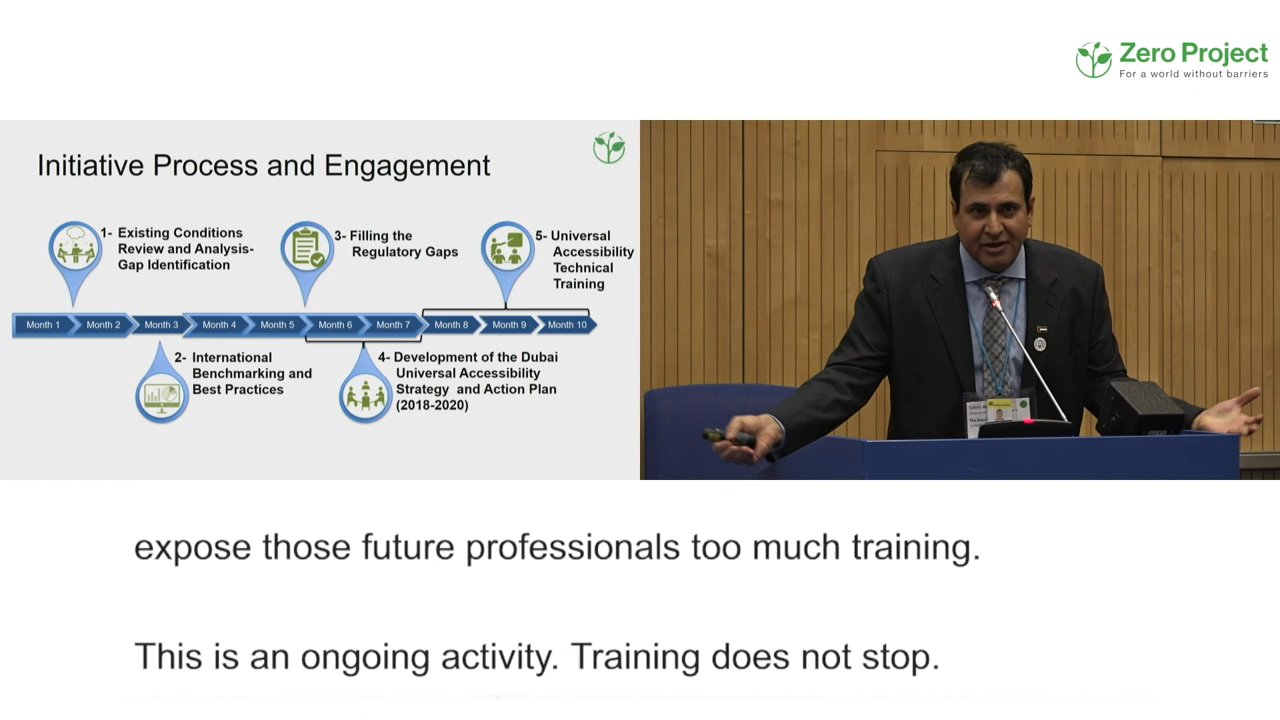 Zero Project
For a world without barriers
Initiative Process and Engagement
1- Existing Conditions
Review and Analysis-
Gap Identification
3- Filling the
Regulatory Gaps
5- Universal
Accessibility
Technical
Training
Month 1
Month 2
Month 3
Month 4
Month 5
Month 6
Month 7
Month 8
Month 9
Month 10
2- International
Benchmarking and
Best Practices
4- Development of the Dubai
Universal Accessibility
Strategy and Action Plan
(2018-2020)
expose those future professionals too much training.
This is an ongoing activity. Training does not stop.